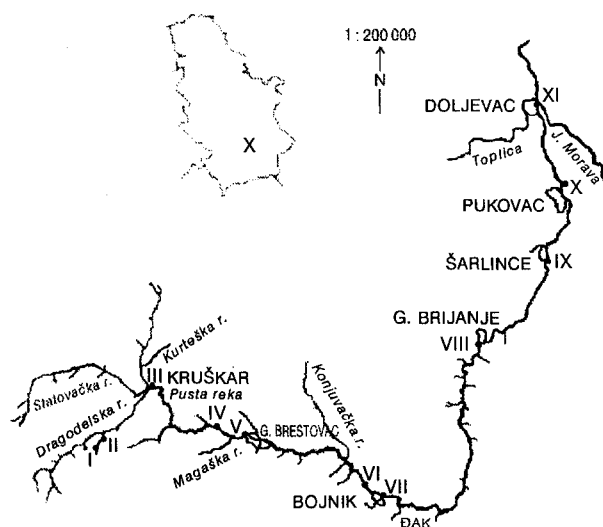 1:200 000
N
X
XI
DOLJEVAC
Toplica
J. Morava
X
PUKOVAC
ŠARLINCE
IX
G. BRIJANJE
VIII
Kurteška r.
III KRUŠKAR
Pusta reka
Statovačka r.
Dragodelska r.
I
II
IV
V
G. BRESTOVAC
Magaška r.
Konjuvačka r.
VI
VII
BOJNIK
ĐAK